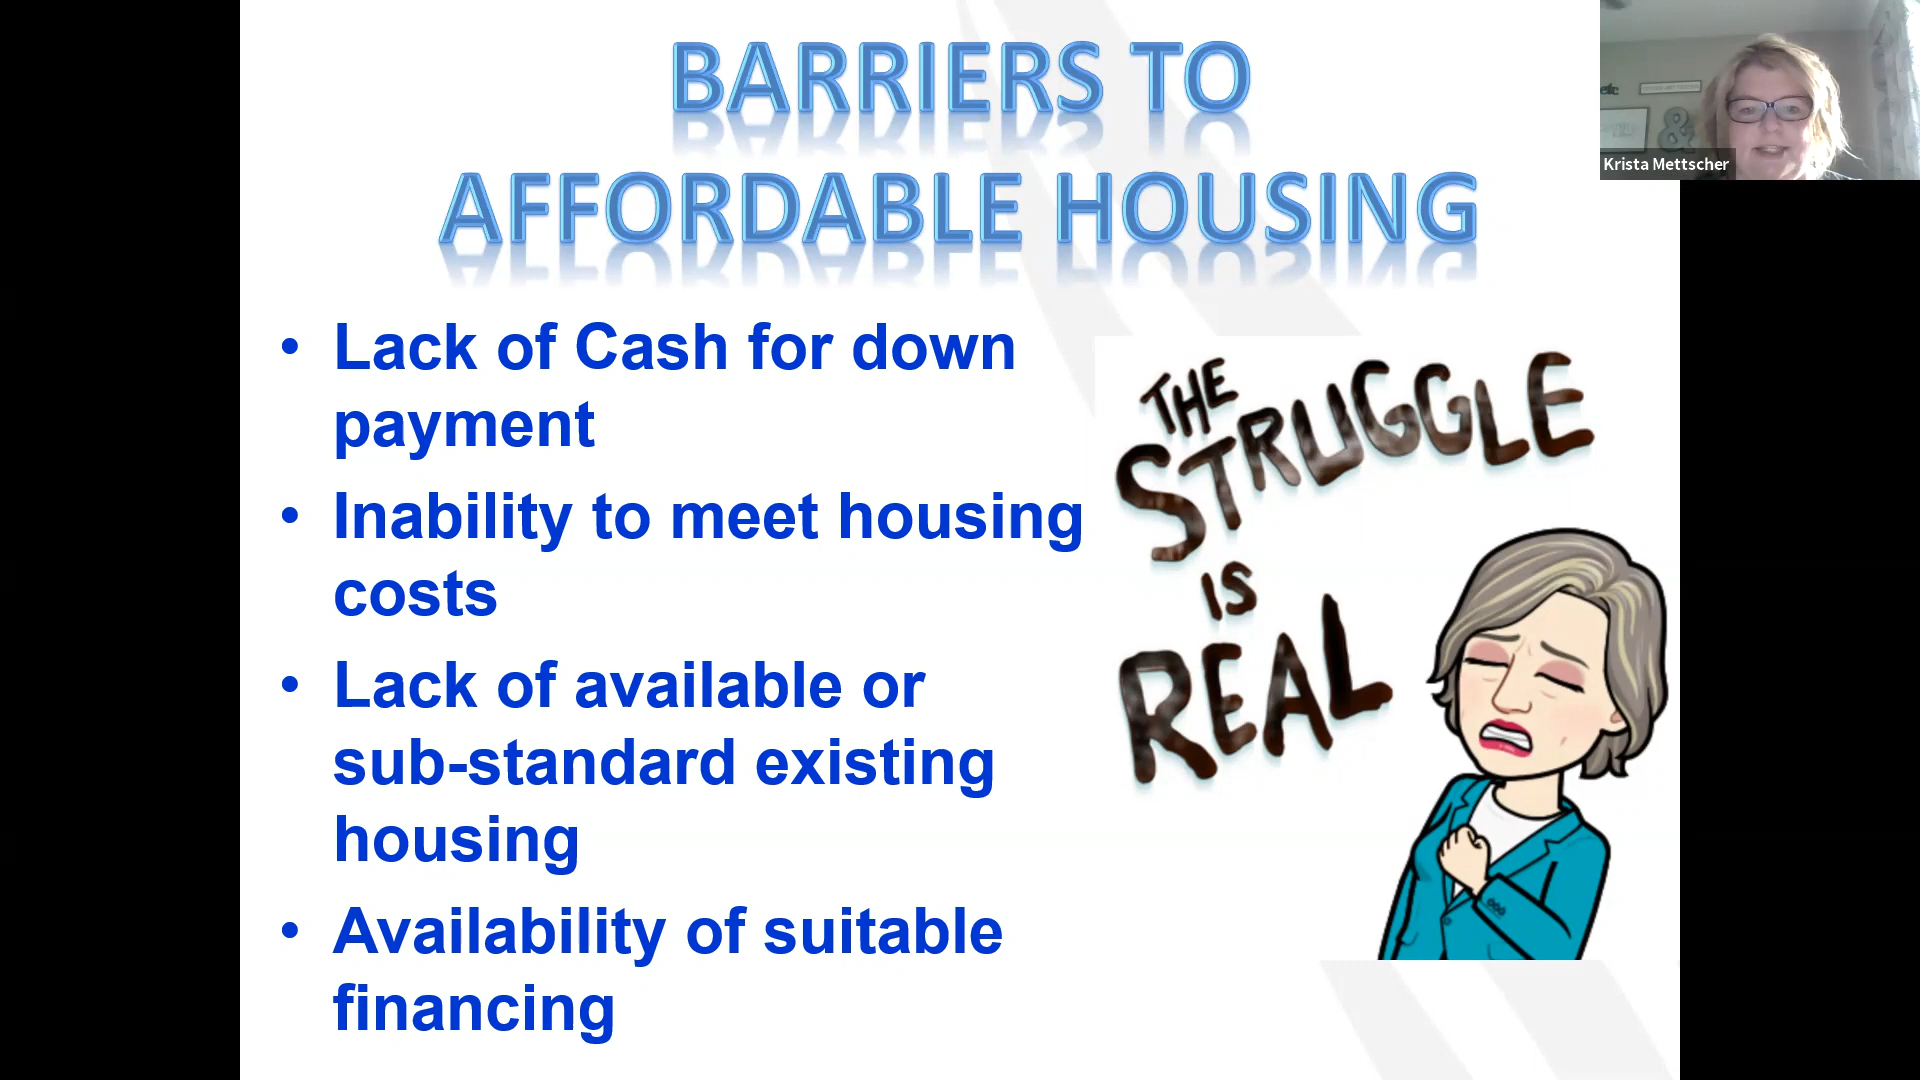 BARRIERS TO
AFFORDABLE HOUSING
Krista Mettscher
• Lack of Cash for down
payment
• Inability to meet housing
costs
• Lack of available or
sub-standard existing
housing
• Availability of suitable
financing
THE
STRUGGLE
IS
REAL
&